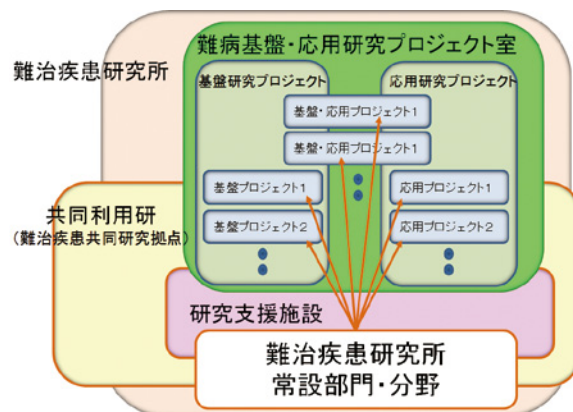 難病基盤・応用研究プロジェクト室
難治疾患研究所
基盤研究プロジェクト
応用研究プロジェクト
基盤・応用プロジェクト1
基盤・応用プロジェクト1
基盤プロジェクト1
応用プロジェクト1
基盤プロジェクト2
応用プロジェクト2
共同利用研
(難治疾患共同研究拠点)
研究支援施設
難治疾患研究所
常設部門・分野